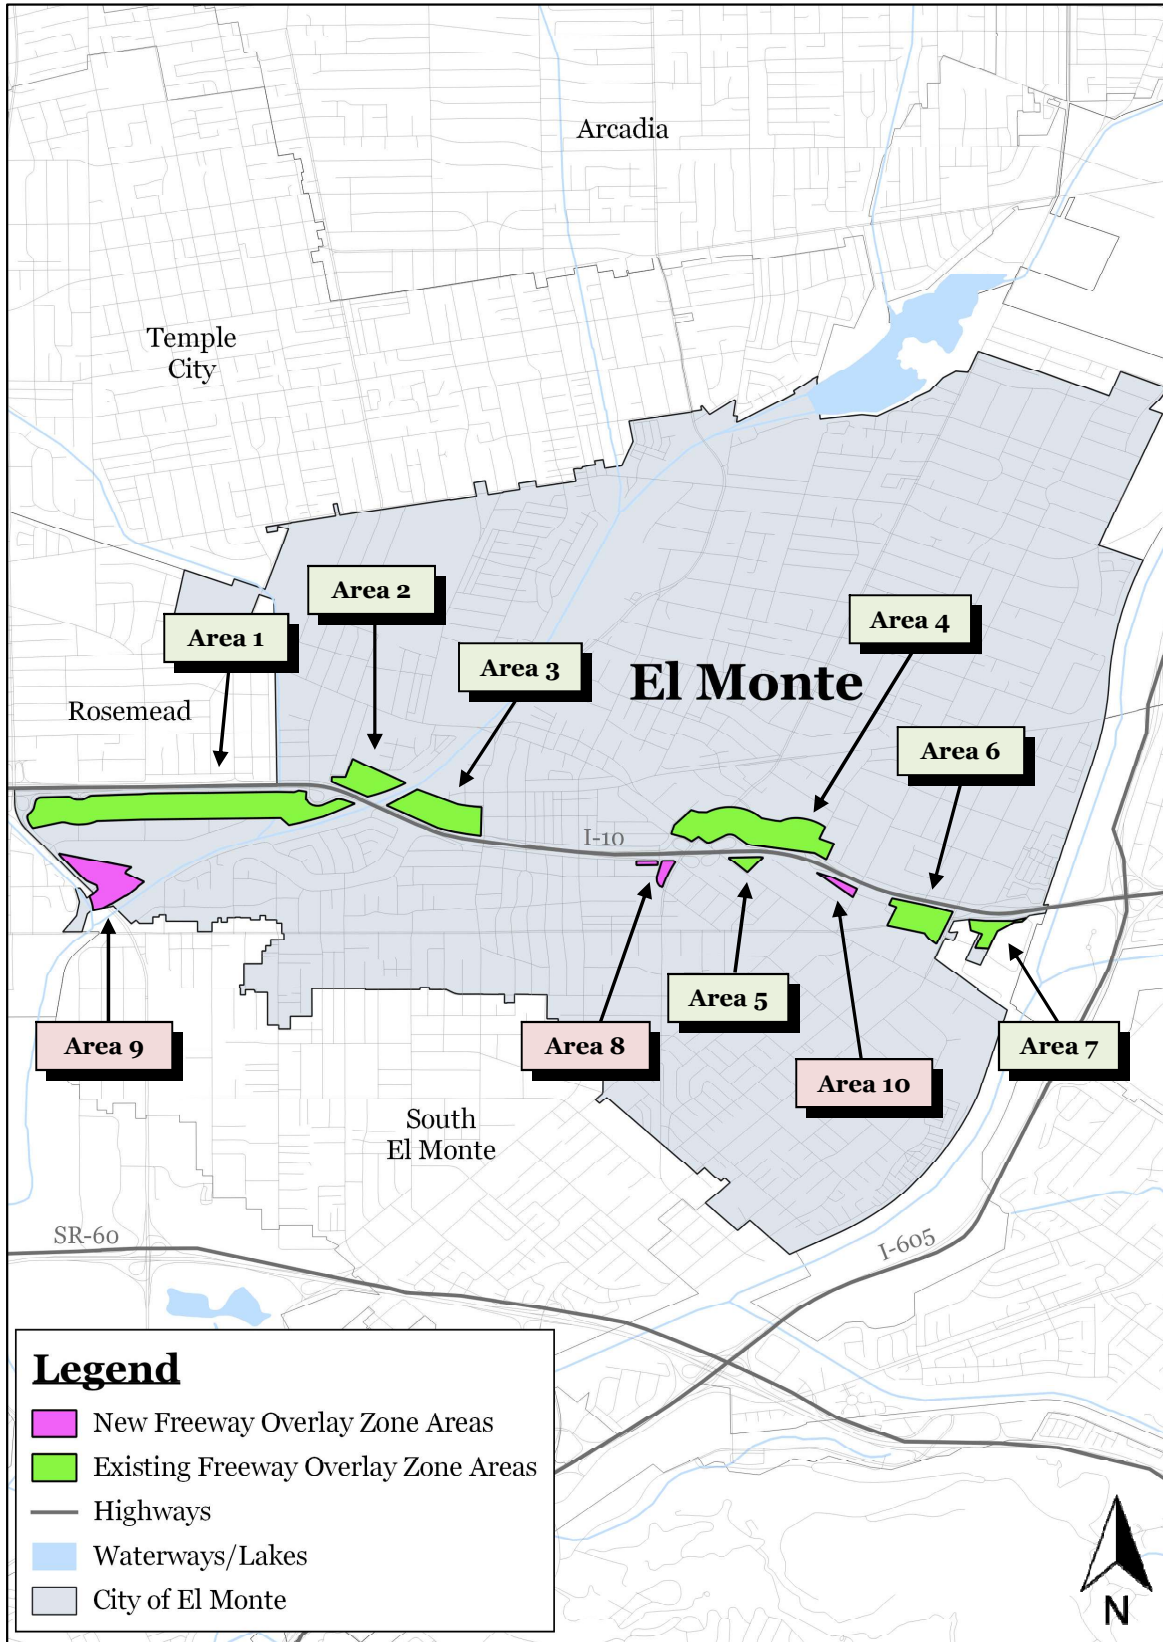 Arcadia
Temple
City
Area 2
Area 4
Area 1
Area 3
El Monte
Rosemead
Area 6
I-10
Area 5
Area 9
Area 8
Area 7
Area 10
South
El Monte
SR-60
I-605
Legend
New Freeway Overlay Zone Areas
Existing Freeway Overlay Zone Areas
Highways
Waterways/Lakes
City of El Monte
N